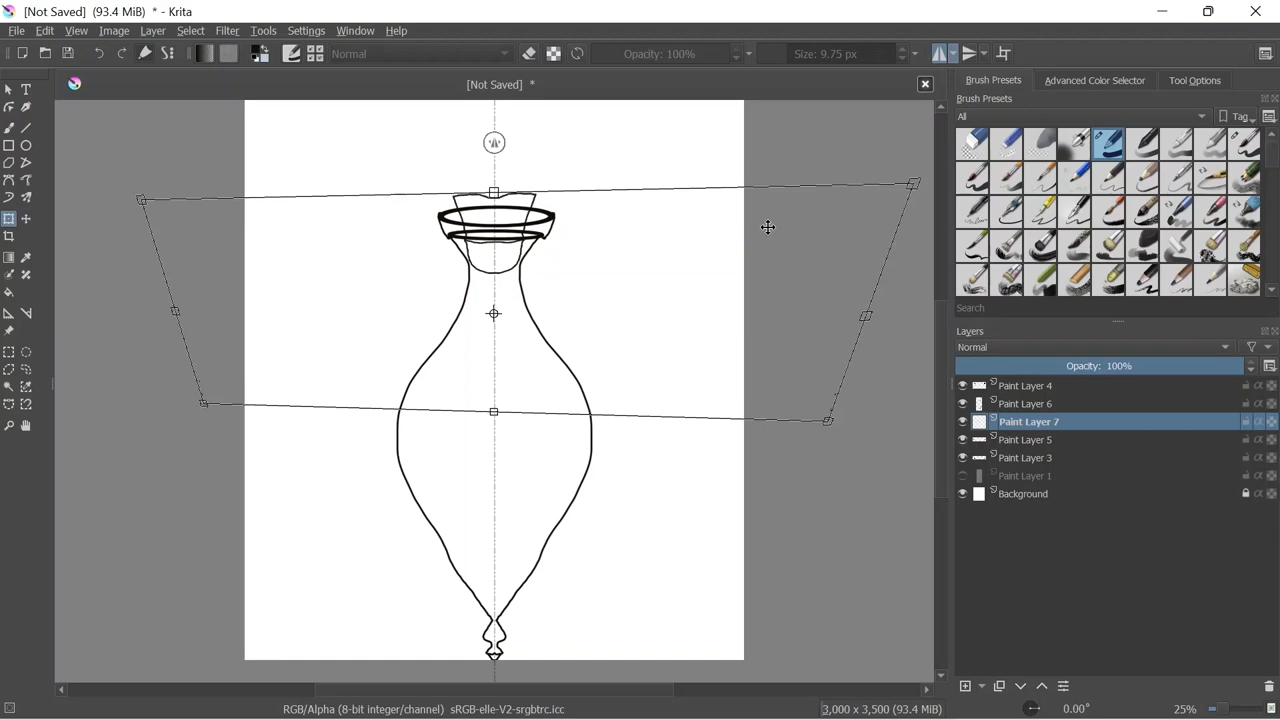 [Not Saved] (93.4 MiB) * - Krita
File Edit View Image Layer Select Filter Tools Settings Window Help
Normal Opacity: 100% Size: 9.75 px
[Not Saved] *
Brush Presets Advanced Color Selector Tool Options
Brush Presets
All Tag
Search
Layers
Normal
Opacity: 100%
Paint Layer 4
Paint Layer 6
Paint Layer 7
Paint Layer 5
Paint Layer 3
Paint Layer 1
Background
RGB/Alpha (8-bit integer/channel) sRGB-elle-V2-srgbtrc.icc 3,000 x 3,500 (93.4 MiB) 0.00° 25%